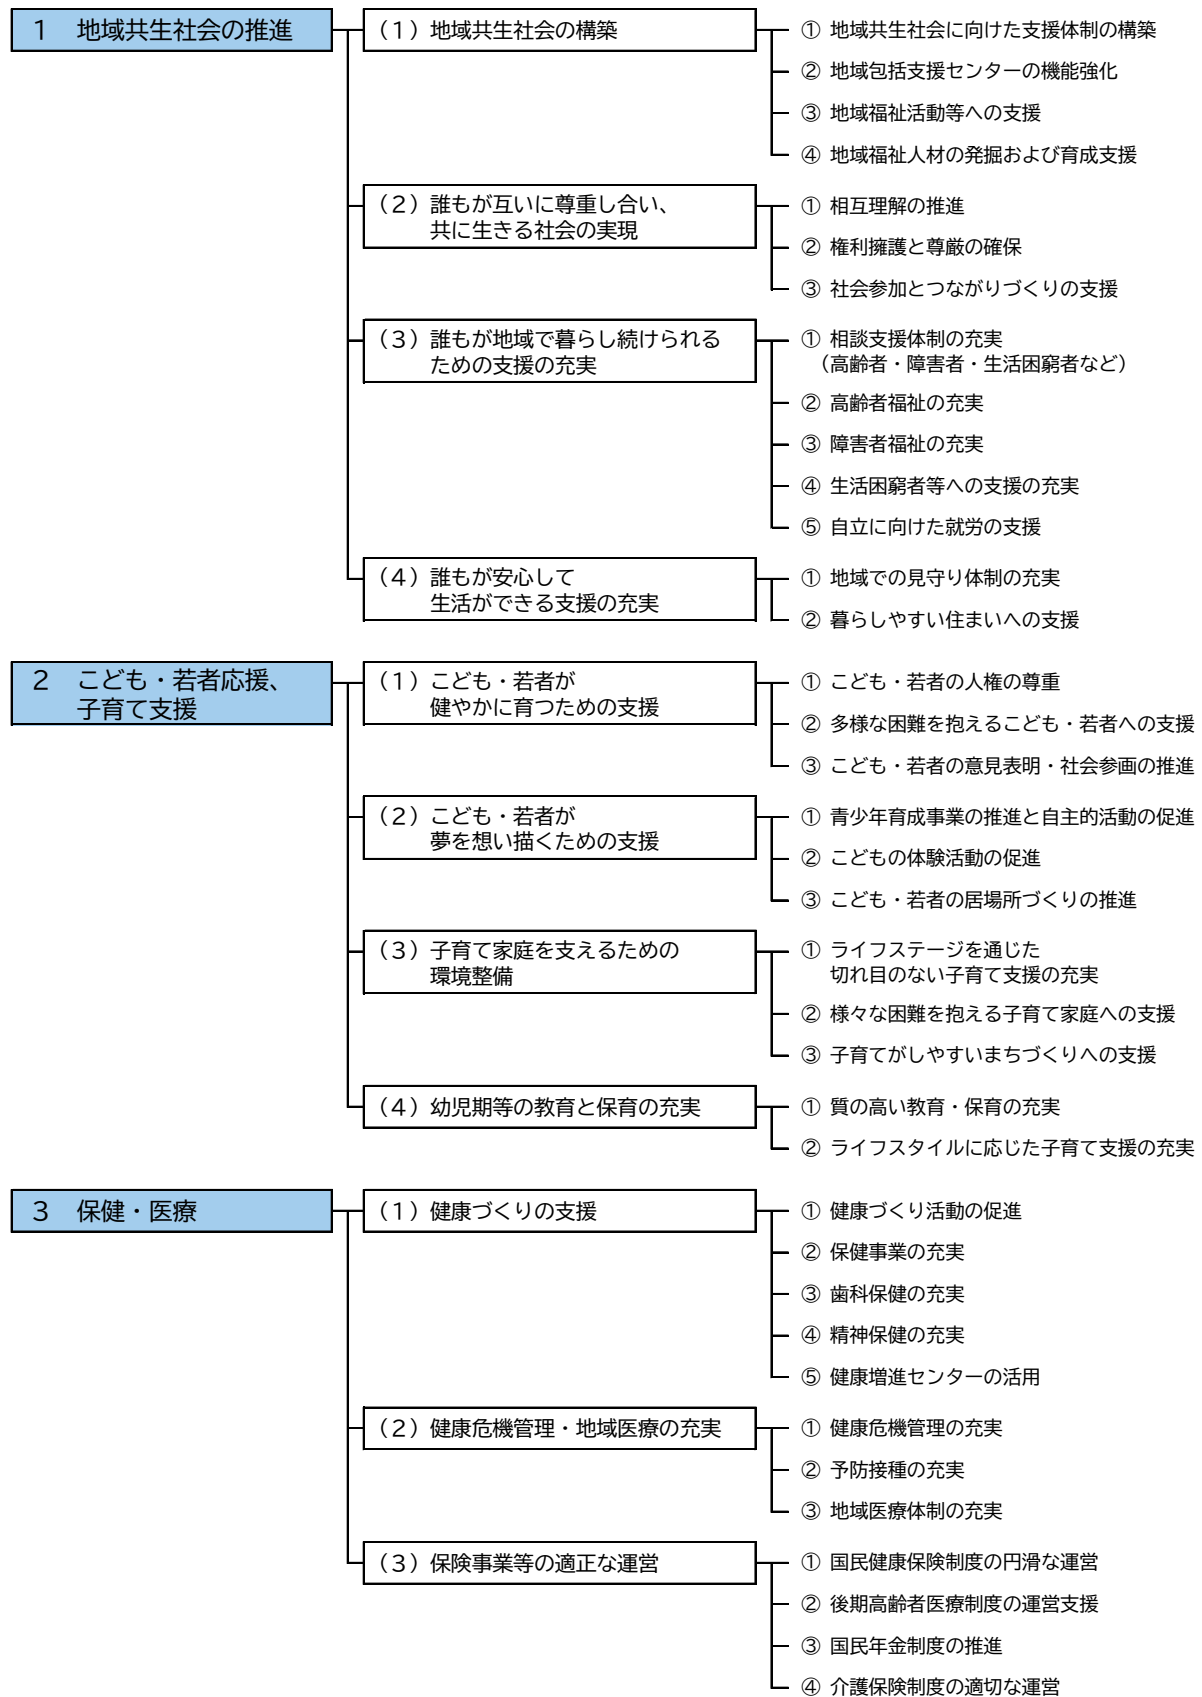 1 地域共生社会の推進
(1) 地域共生社会の構築
① 地域共生社会に向けた支援体制の構築
② 地域包括支援センターの機能強化
③ 地域福祉活動等への支援
④ 地域福祉人材の発掘および育成支援
(2) 誰もが互いに尊重し合い、
共に生きる社会の実現
① 相互理解の推進
② 権利擁護と尊厳の確保
③ 社会参加とつながりづくりの支援
(3) 誰もが地域で暮らし続けられる
ための支援の充実
① 相談支援体制の充実
(高齢者・障害者・生活困窮者など)
② 高齢者福祉の充実
③ 障害者福祉の充実
④ 生活困窮者等への支援の充実
⑤ 自立に向けた就労の支援
(4) 誰もが安心して
生活ができる支援の充実
① 地域での見守り体制の充実
② 暮らしやすい住まいへの支援
2 こども・若者応援、
子育て支援
(1) こども・若者が
健やかに育つための支援
① こども・若者の人権の尊重
② 多様な困難を抱えるこども・若者への支援
③ こども・若者の意見表明・社会参画の推進
(2) こども・若者が
夢を想い描くための支援
① 青少年育成事業の推進と自主的活動の促進
② こどもの体験活動の促進
③ こども・若者の居場所づくりの推進
(3) 子育て家庭を支えるための
環境整備
① ライフステージを通じた
切れ目のない子育て支援の充実
② 様々な困難を抱える子育て家庭への支援
③ 子育てがしやすいまちづくりへの支援
(4) 幼児期等の教育と保育の充実
① 質の高い教育・保育の充実
② ライフスタイルに応じた子育て支援の充実
3 保健・医療
(1) 健康づくりの支援
① 健康づくり活動の促進
② 保健事業の充実
③ 歯科保健の充実
④ 精神保健の充実
⑤ 健康増進センターの活用
(2) 健康危機管理・地域医療の充実
① 健康危機管理の充実
② 予防接種の充実
③ 地域医療体制の充実
(3) 保険事業等の適正な運営
① 国民健康保険制度の円滑な運営
② 後期高齢者医療制度の運営支援
③ 国民年金制度の推進
④ 介護保険制度の適切な運営